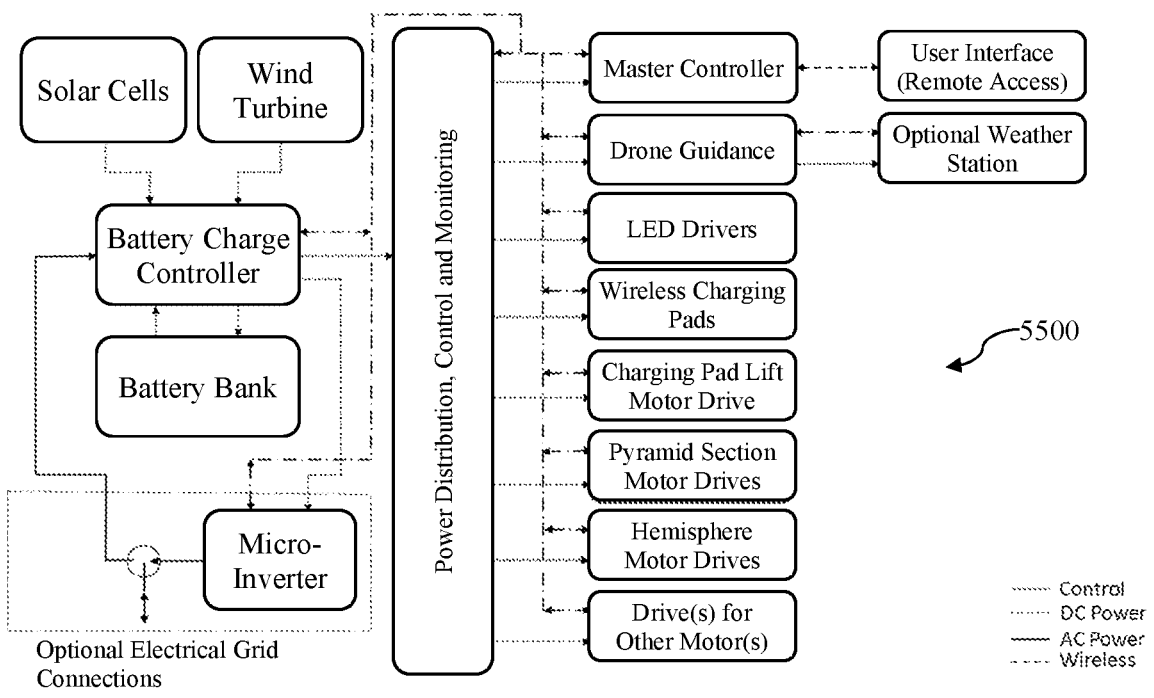 Solar Cells
Wind
Turbine
Battery Charge
Controller
Battery Bank
Micro-
Inverter
Optional Electrical Grid
Connections
Power Distribution, Control and Monitoring
Master Controller
User Interface
(Remote Access)
Drone Guidance
Optional Weather
Station
LED Drivers
Wireless Charging
Pads
Charging Pad Lift
Motor Drive
Pyramid Section
Motor Drives
Hemisphere
Motor Drives
Drive(s) for
Other Motor(s)
5500
Control
DC Power
AC Power
Wireless